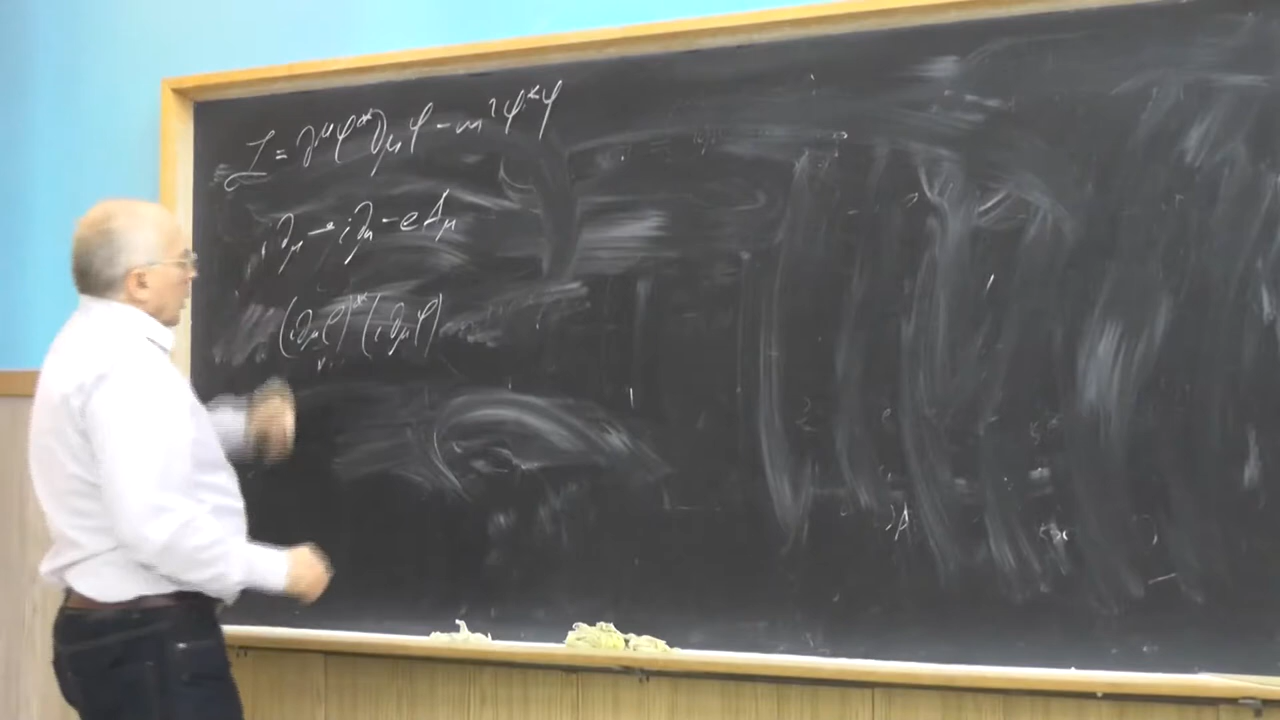 ℒ = ∂^μ φ* ∂_μ φ − m² φ* φ
i∂_μ → i∂_μ − eA_μ
(i∂_μ φ)* (i∂_μ φ)